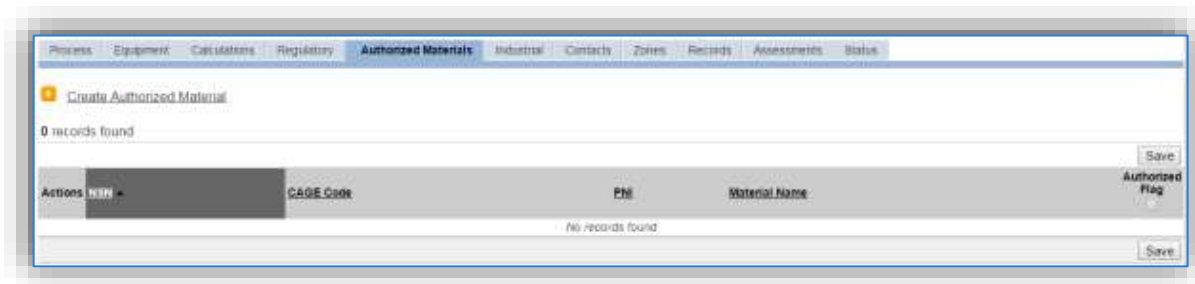 Process Equipment Calculations Regulatory Authorized Materials Industrial Contacts Zones Records Assessments Status
Create Authorized Material
0 records found
Save
Actions NSN CAGE Code PNI Material Name Authorized Flag
No records found
Save